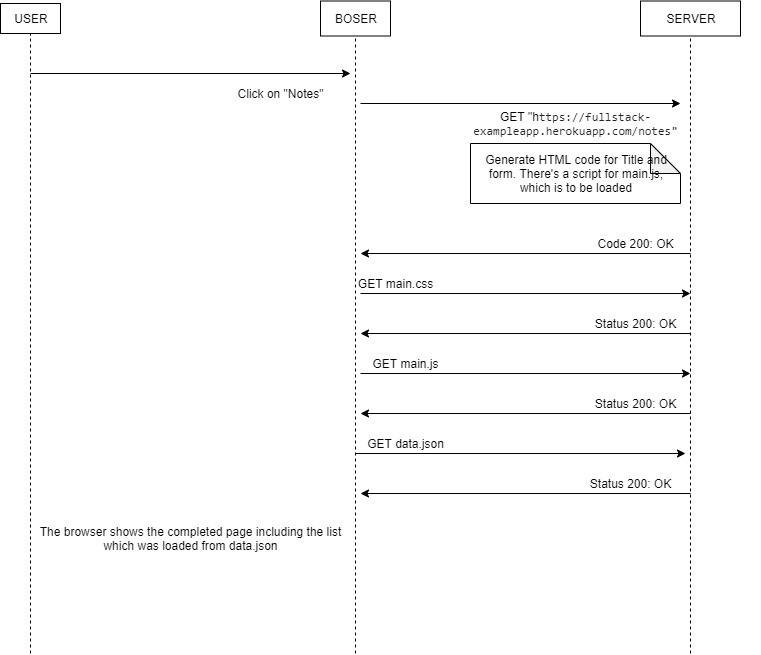 USER
BOSER
SERVER
Click on "Notes"
GET "https://fullstack-
exampleapp.herokuapp.com/notes"
Generate HTML code for Title and
form. There's a script for main.js,
which is to be loaded
Code 200: OK
GET main.css
Status 200: OK
GET main.js
Status 200: OK
GET data.json
Status 200: OK
The browser shows the completed page including the list
which was loaded from data.json